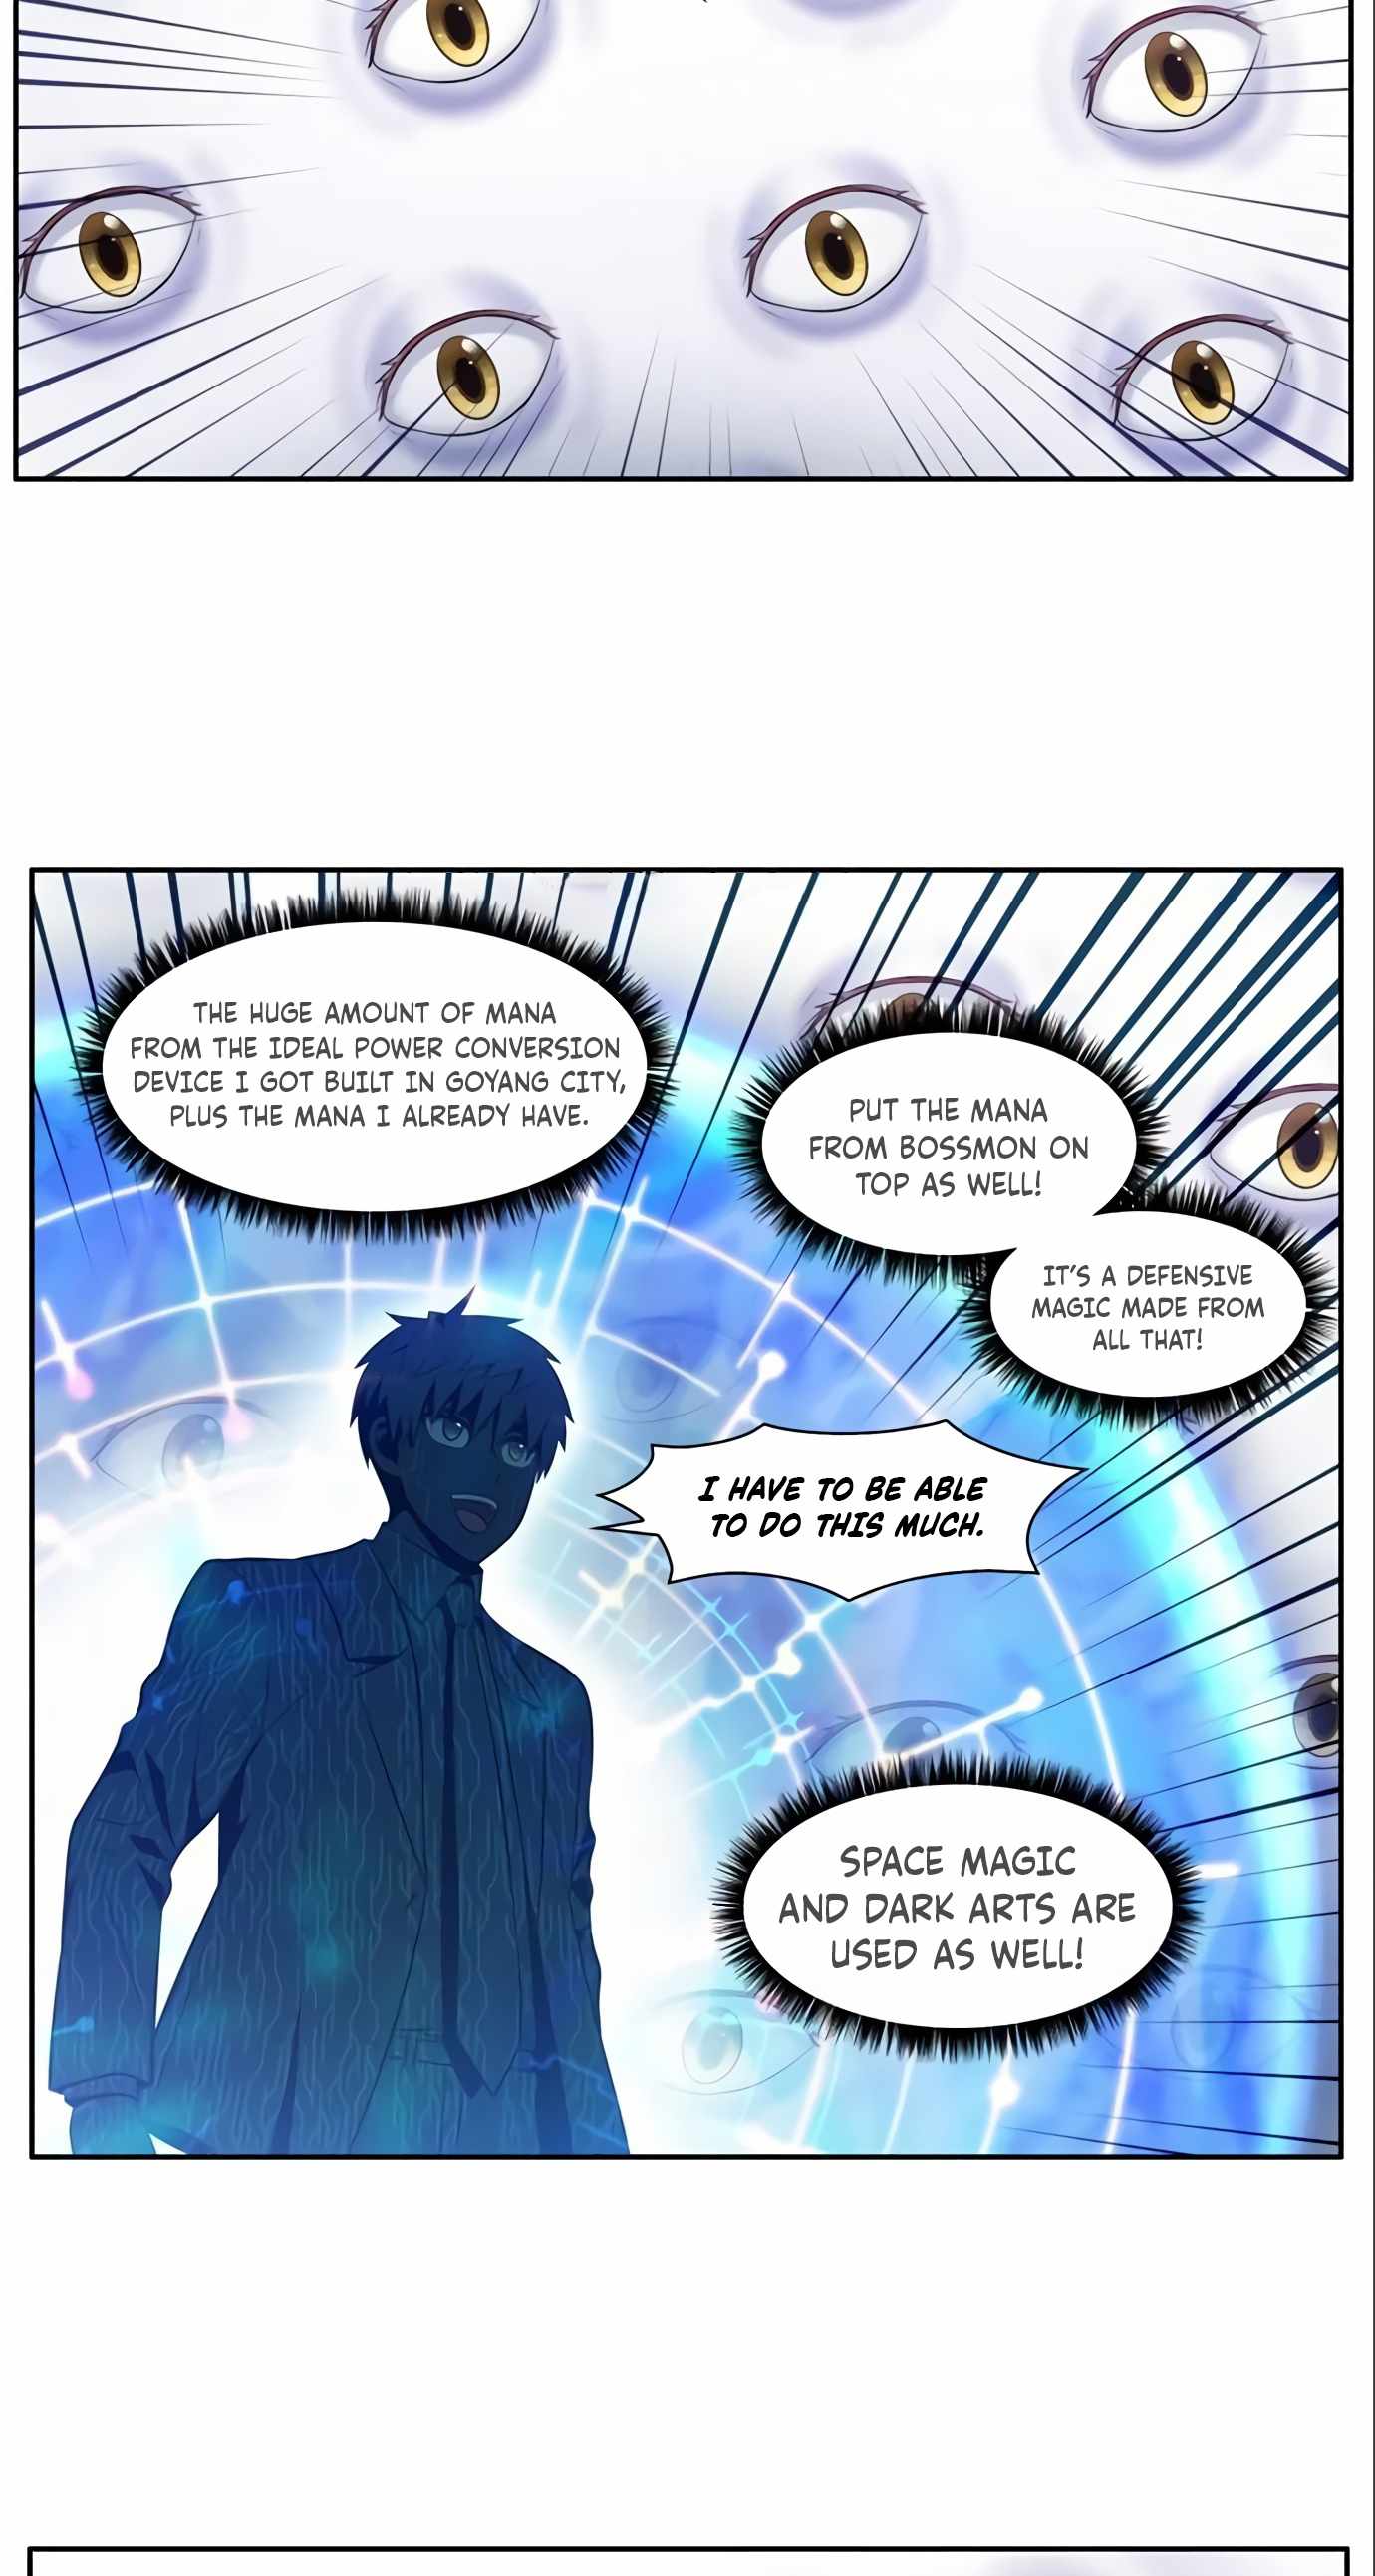 THE HUGE AMOUNT OF MANA
FROM THE IDEAL POWER CONVERSION
DEVICE I GOT BUILT IN GOYANG CITY,
PLUS THE MANA I ALREADY HAVE.
PUT THE MANA
FROM BOSSMON ON
TOP AS WELL!
IT'S A DEFENSIVE
MAGIC MADE FROM
ALL THAT!
I HAVE TO BE ABLE
TO DO THIS MUCH.
SPACE MAGIC
AND DARK ARTS ARE
USED AS WELL!